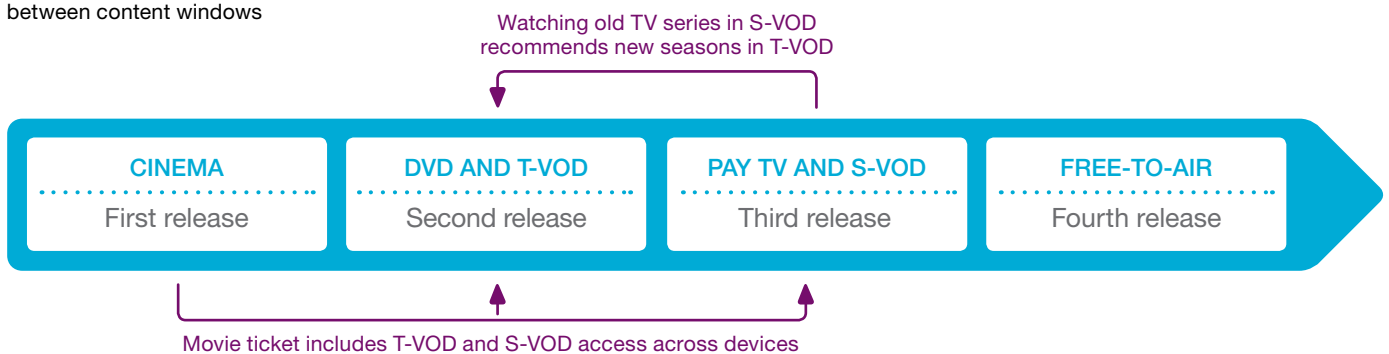 between content windows
Watching old TV series in S-VOD
recommends new seasons in T-VOD
CINEMA
First release
DVD AND T-VOD
Second release
PAY TV AND S-VOD
Third release
FREE-TO-AIR
Fourth release
Movie ticket includes T-VOD and S-VOD access across devices